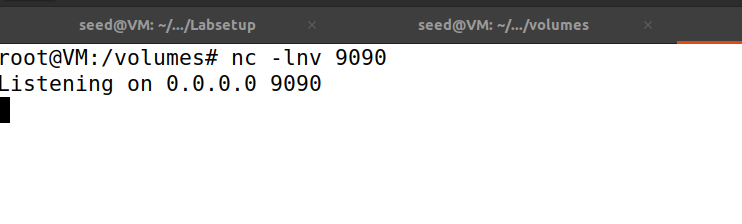 seed@VM: ~/.../Labsetup × seed@VM: ~/.../volumes ×
root@VM:/volumes# nc -lnv 9090
Listening on 0.0.0.0 9090